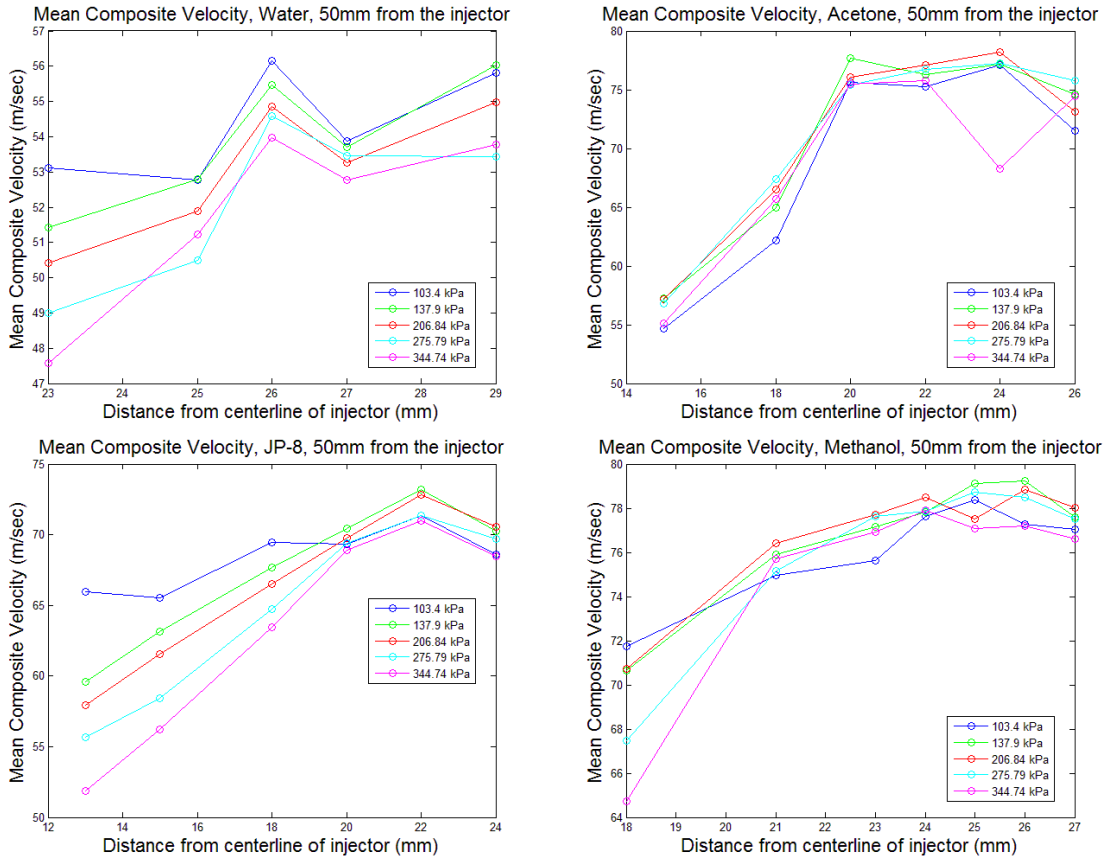 Mean Composite Velocity, Water, 50mm from the injector
57
56
55
54
53
52
51
50
49
48
47
Mean Composite Velocity (m/sec)
103.4 kPa
137.9 kPa
206.84 kPa
275.79 kPa
344.74 kPa
23 24 25 26 27 28 29
Distance from centerline of injector (mm)
Mean Composite Velocity, Acetone, 50mm from the injector
80
75
70
65
60
55
50
Mean Composite Velocity (m/sec)
103.4 kPa
137.9 kPa
206.84 kPa
275.79 kPa
344.74 kPa
14 16 18 20 22 24 26
Distance from centerline of injector (mm)
Mean Composite Velocity, JP-8, 50mm from the injector
75
70
65
60
55
50
Mean Composite Velocity (m/sec)
103.4 kPa
137.9 kPa
206.84 kPa
275.79 kPa
344.74 kPa
12 14 16 18 20 22 24
Distance from centerline of injector (mm)
Mean Composite Velocity, Methanol, 50mm from the injector
80
78
76
74
72
70
68
66
64
Mean Composite Velocity (m/sec)
103.4 kPa
137.9 kPa
206.84 kPa
275.79 kPa
344.74 kPa
18 19 20 21 22 23 24 25 26 27
Distance from centerline of injector (mm)